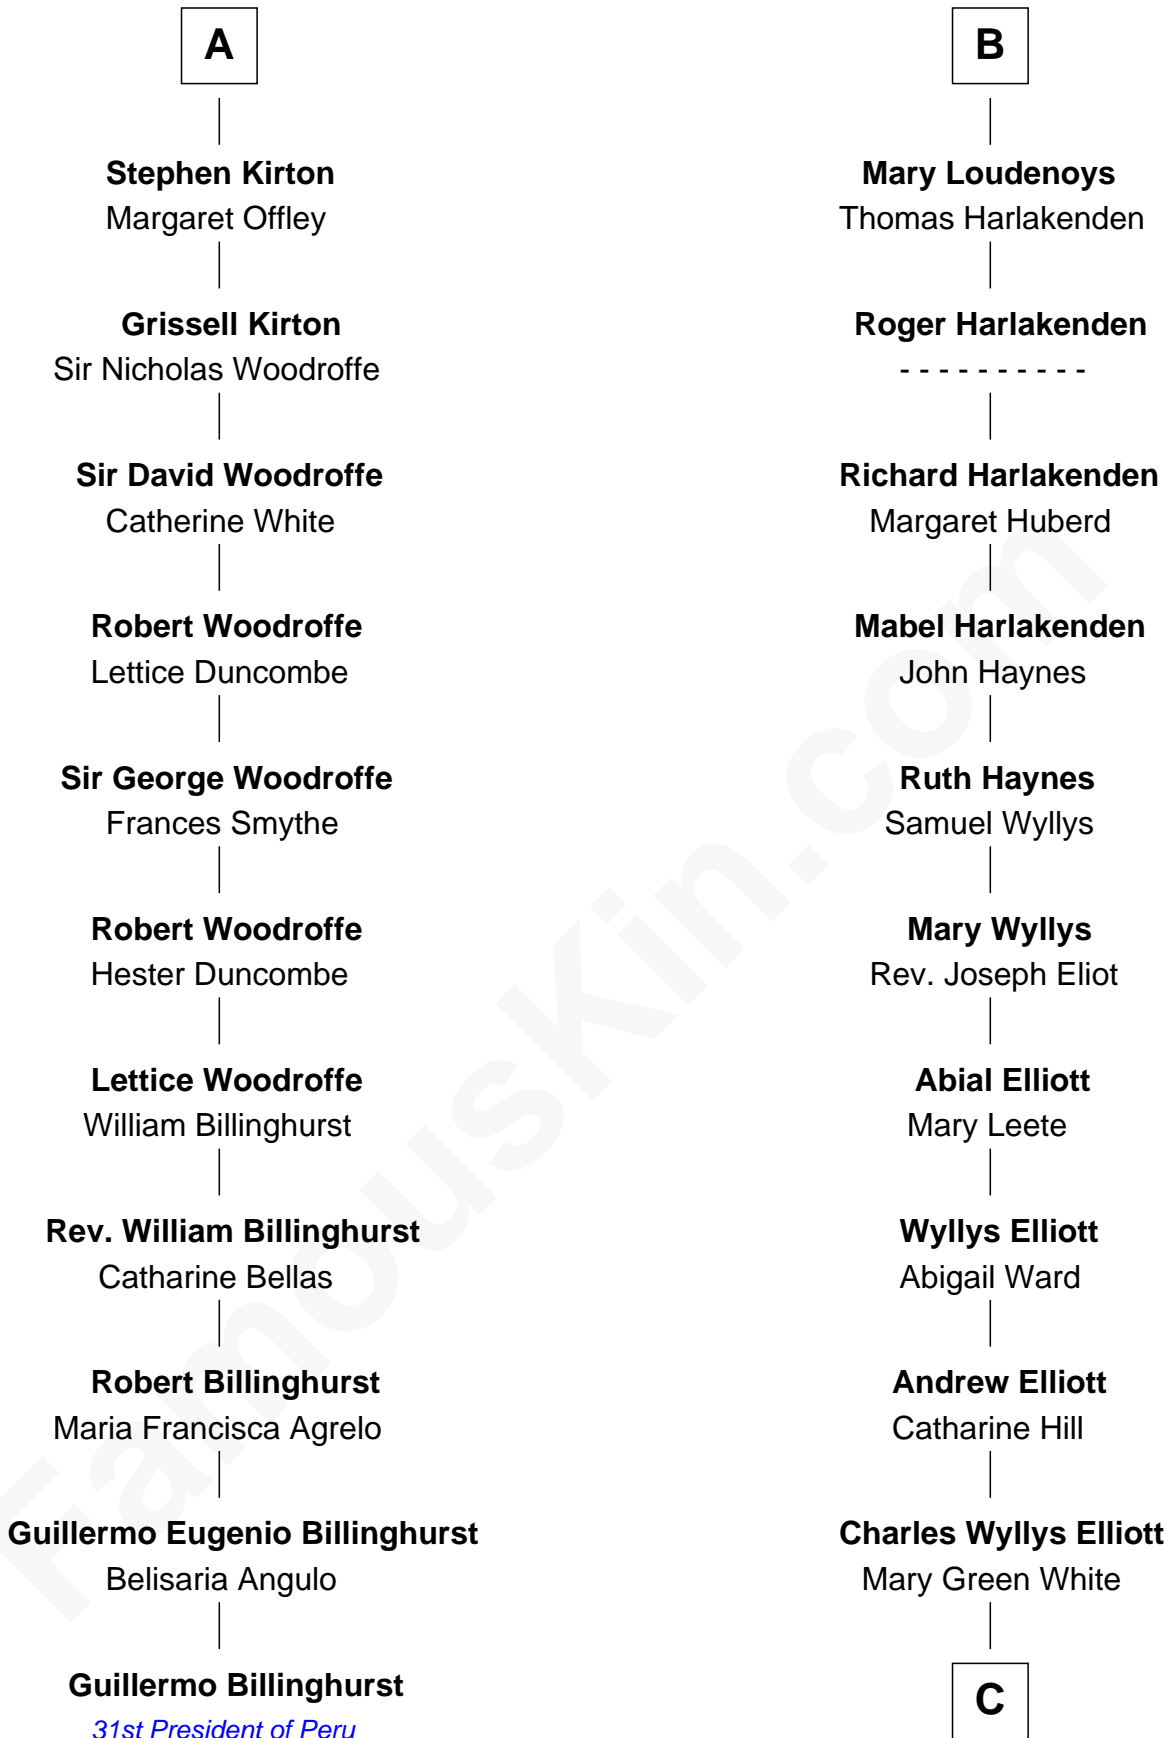 A
Stephen Kirton
Margaret Offley
Grissell Kirton
Sir Nicholas Woodroffe
Sir David Woodroffe
Catherine White
Robert Woodroffe
Lettice Duncombe
Sir George Woodroffe
Frances Smythe
Robert Woodroffe
Hester Duncombe
Lettice Woodroffe
William Billinghurst
Rev. William Billinghurst
Catharine Bellas
Robert Billinghurst
Maria Francisca Agrelo
Guillermo Eugenio Billinghurst
Belisaria Angulo
Guillermo Billinghurst
31st President of Peru
B
Mary Loudenoys
Thomas Harlakenden
Roger Harlakenden
- - - - - - - - - -
Richard Harlakenden
Margaret Huberd
Mabel Harlakenden
John Haynes
Ruth Haynes
Samuel Wyllys
Mary Wyllys
Rev. Joseph Eliot
Abial Elliott
Mary Leete
Wyllys Elliott
Abigail Ward
Andrew Elliott
Catharine Hill
Charles Wyllys Elliott
Mary Green White
C
FamousKin.com